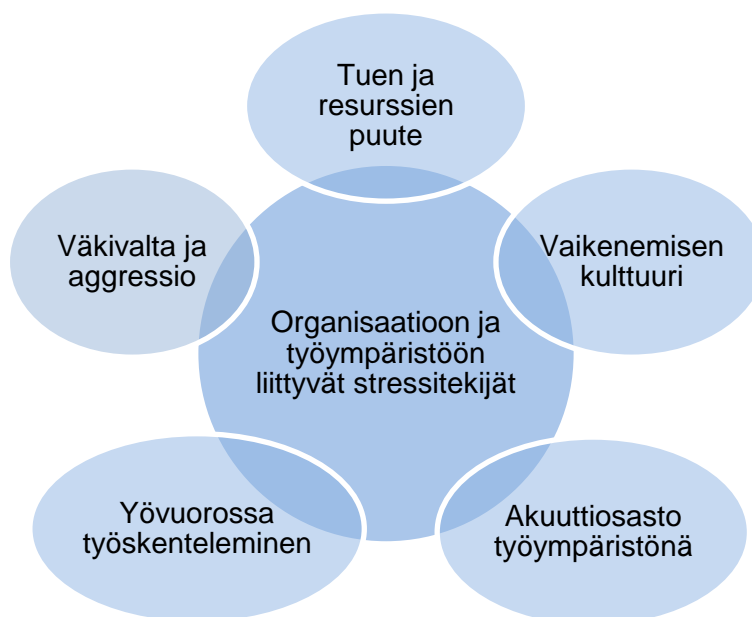 Tuen ja
resurssien
puute
Väkivalta ja
aggressio
Vaikenemisen
kulttuuri
Organisaatioon ja
työympäristöön
liittyvät stressitekijät
Yövuorossa
työskenteleminen
Akuuttiosasto
työympäristönä